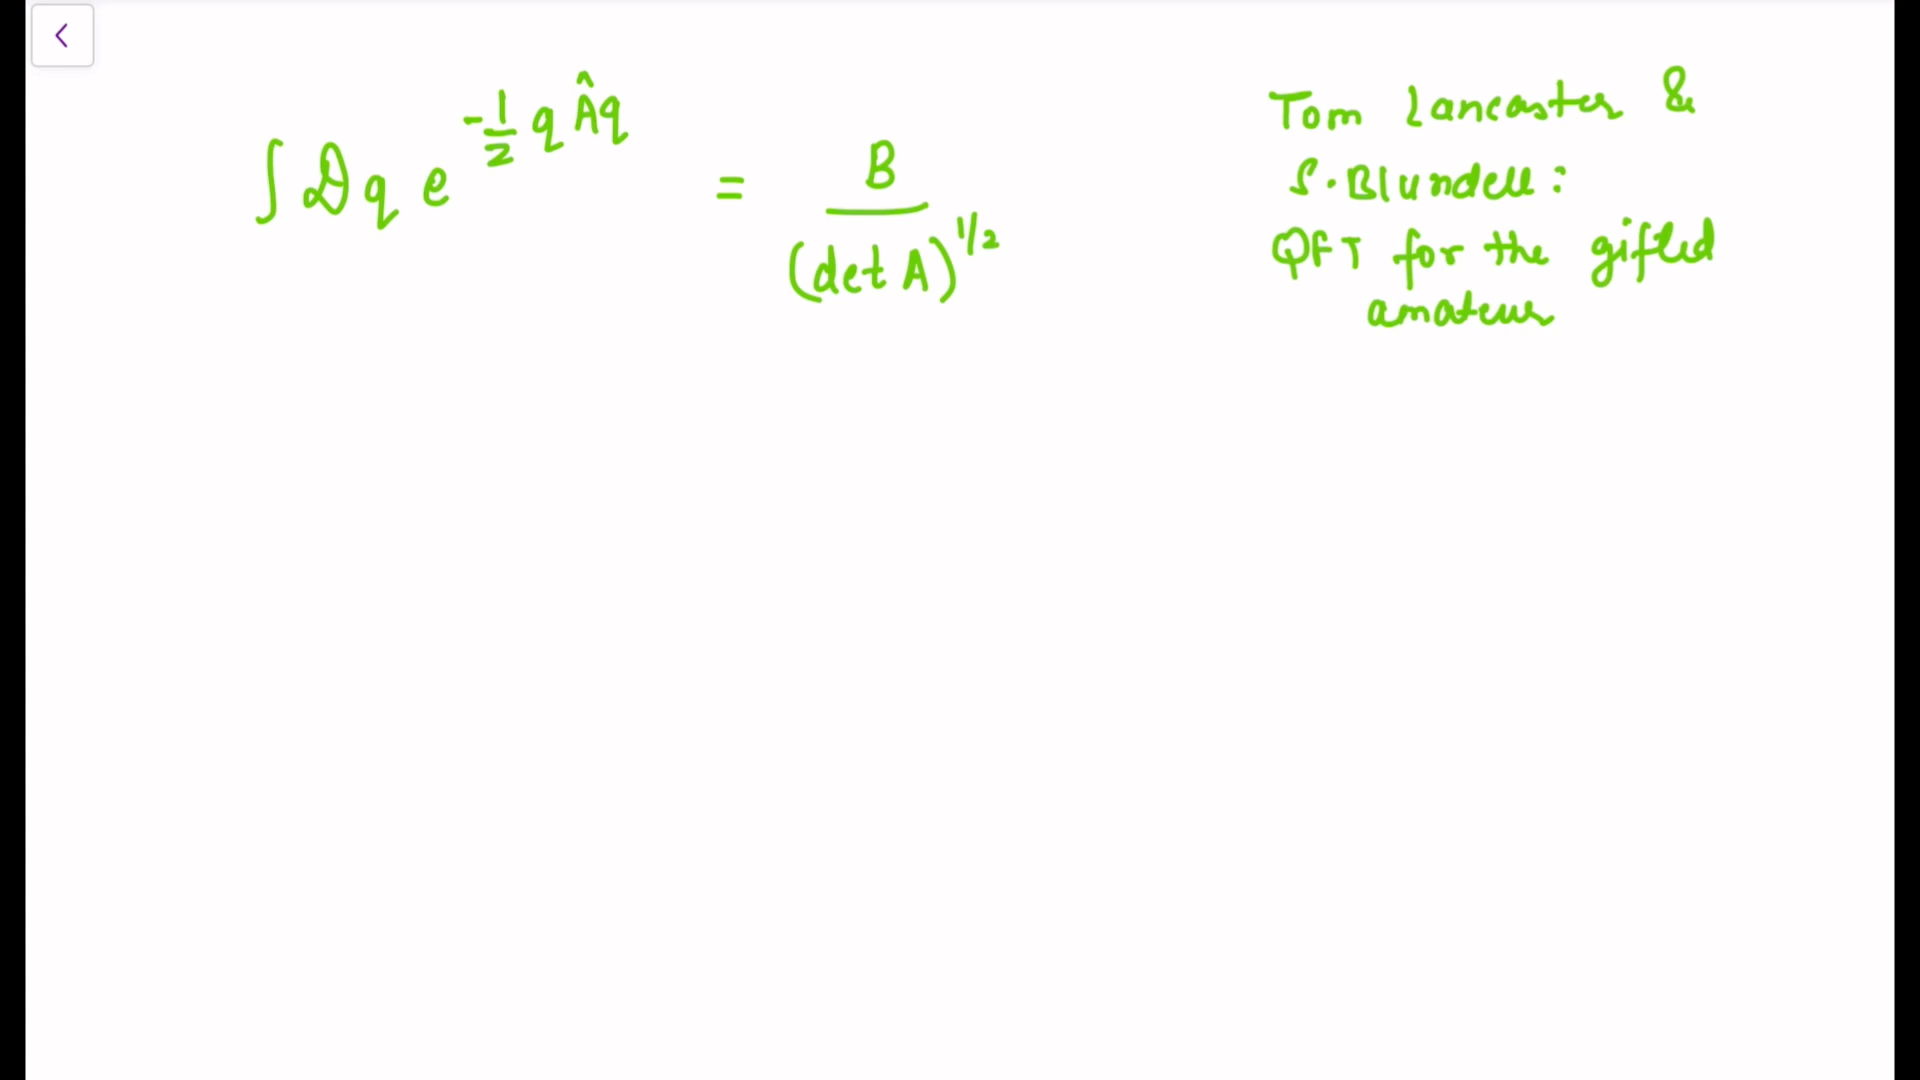 ∫ 𝒟q e^{-1/2 q Â q} = B / (det A)^{1/2}
Tom Lancaster &
S. Blundell:
QFT for the gifted
amateur